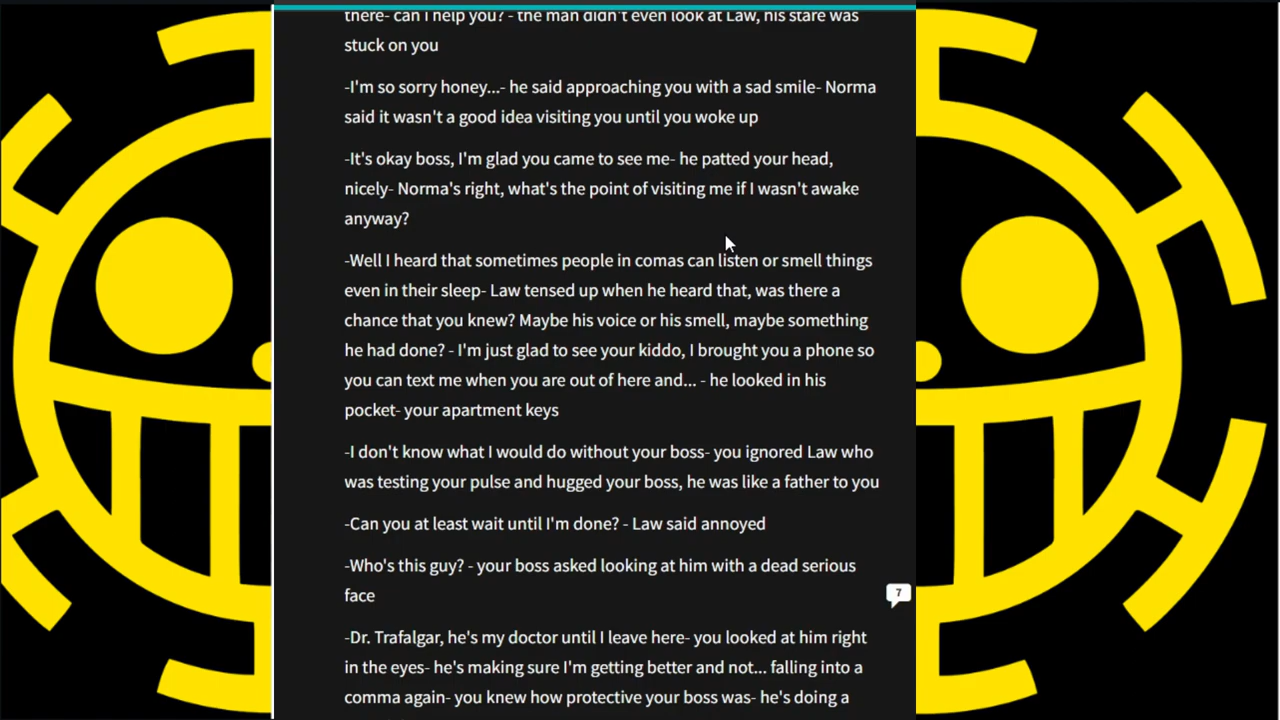 there- can I help you? - the man didn't even look at Law, his stare was
stuck on you
-I'm so sorry honey...- he said approaching you with a sad smile- Norma
said it wasn't a good idea visiting you until you woke up
-It's okay boss, I'm glad you came to see me- he patted your head,
nicely- Norma's right, what's the point of visiting me if I wasn't awake
anyway?
-Well I heard that sometimes people in comas can listen or smell things
even in their sleep- Law tensed up when he heard that, was there a
chance that you knew? Maybe his voice or his smell, maybe something
he had done? - I'm just glad to see your kiddo, I brought you a phone so
you can text me when you are out of here and... - he looked in his
pocket- your apartment keys
-I don't know what I would do without your boss- you ignored Law who
was testing your pulse and hugged your boss, he was like a father to you
-Can you at least wait until I'm done? - Law said annoyed
-Who's this guy? - your boss asked looking at him with a dead serious
face
7
-Dr. Trafalgar, he's my doctor until I leave here- you looked at him right
in the eyes- he's making sure I'm getting better and not... falling into a
comma again- you knew how protective your boss was- he's doing a